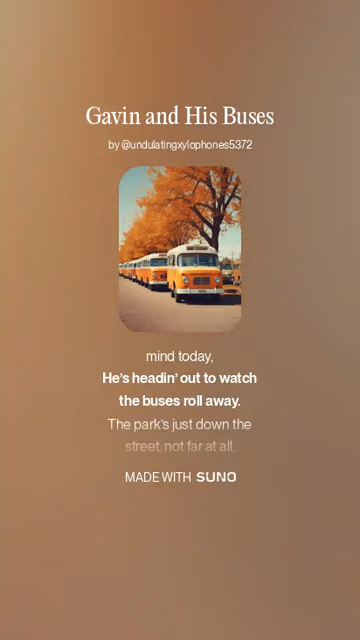 Gavin and His Buses
by @undulatingxylophones5372
mind today,
He's headin' out to watch
the buses roll away.
The park's just down the
street, not far at all,
MADE WITH SUNO